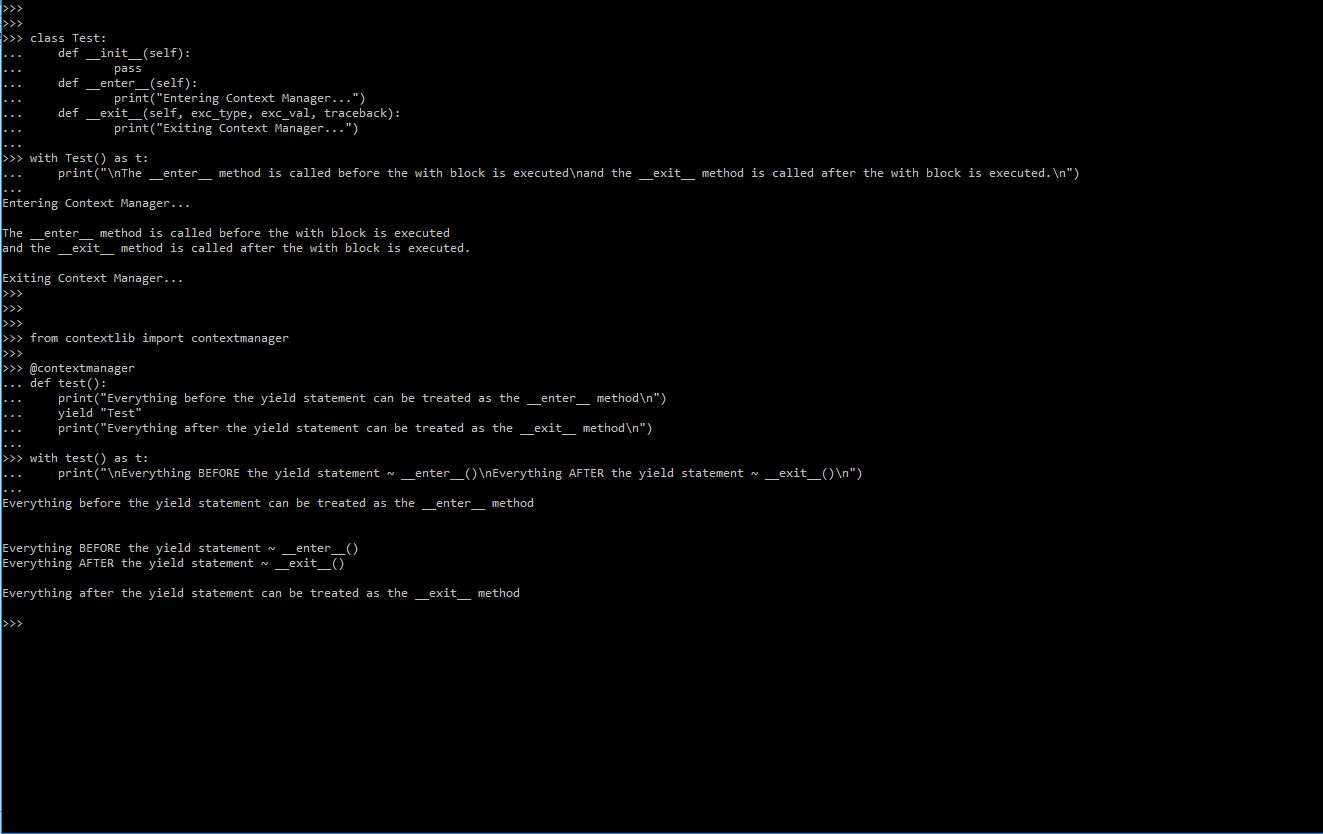 >>>
>>>
>>> class Test:
...     def __init__(self):
...             pass
...     def __enter__(self):
...             print("Entering Context Manager...")
...     def __exit__(self, exc_type, exc_val, traceback):
...             print("Exiting Context Manager...")
...
>>> with Test() as t:
...     print("\nThe __enter__ method is called before the with block is executed\nand the __exit__ method is called after the with block is executed.\n")
...
Entering Context Manager...

The __enter__ method is called before the with block is executed
and the __exit__ method is called after the with block is executed.

Exiting Context Manager...
>>>
>>>
>>>
>>> from contextlib import contextmanager
>>>
>>> @contextmanager
... def test():
...     print("Everything before the yield statement can be treated as the __enter__ method\n")
...     yield "Test"
...     print("Everything after the yield statement can be treated as the __exit__ method\n")
...
>>> with test() as t:
...     print("\nEverything BEFORE the yield statement ~ __enter__()\nEverything AFTER the yield statement ~ __exit__()\n")
...
Everything before the yield statement can be treated as the __enter__ method


Everything BEFORE the yield statement ~ __enter__()
Everything AFTER the yield statement ~ __exit__()

Everything after the yield statement can be treated as the __exit__ method

>>>